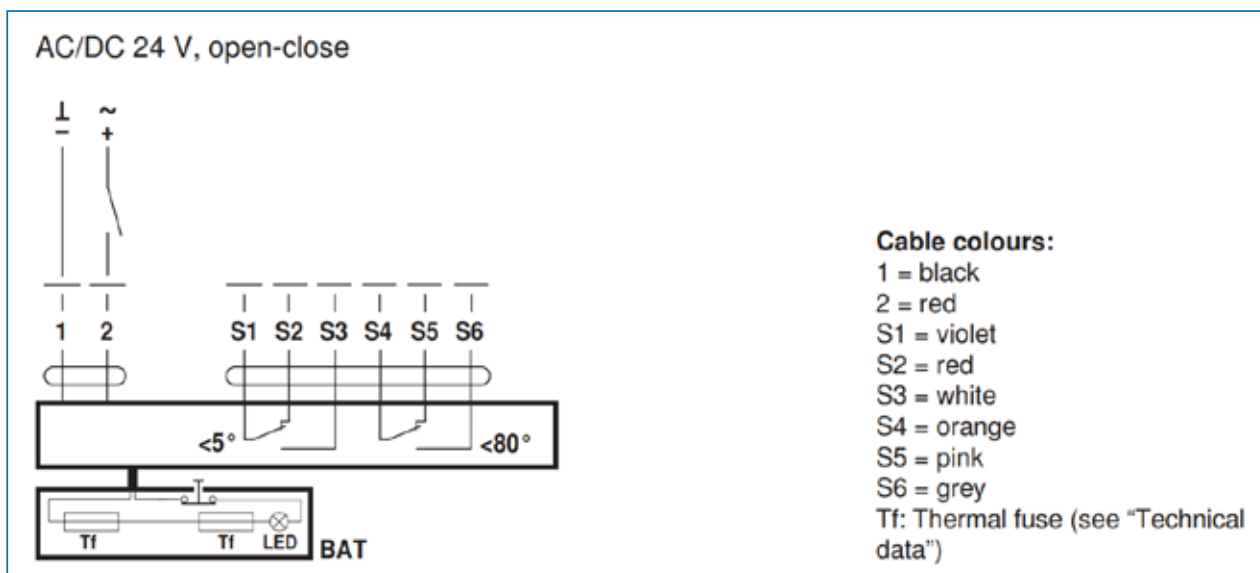 AC/DC 24 V, open-close
⊥ ~
− +
1 2 S1 S2 S3 S4 S5 S6
<5° <80°
Tf Tf LED BAT
Cable colours:
1 = black
2 = red
S1 = violet
S2 = red
S3 = white
S4 = orange
S5 = pink
S6 = grey
Tf: Thermal fuse (see “Technical
data”)